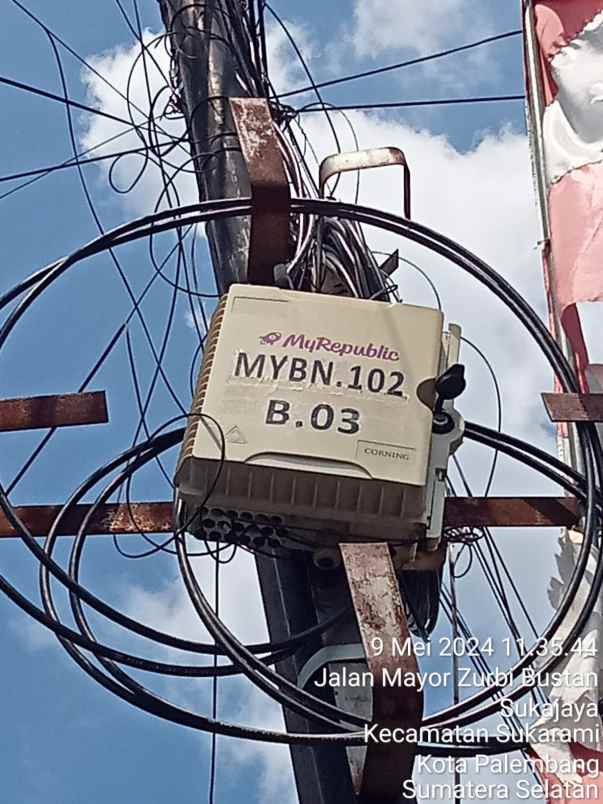 MyRepublic
MYBN.102
B.03
CORNING
9 Mei 2024 11.35.44
Jalan Mayor Zurbi Bustan
Sukajaya
Kecamatan Sukarami
Kota Palembang
Sumatera Selatan